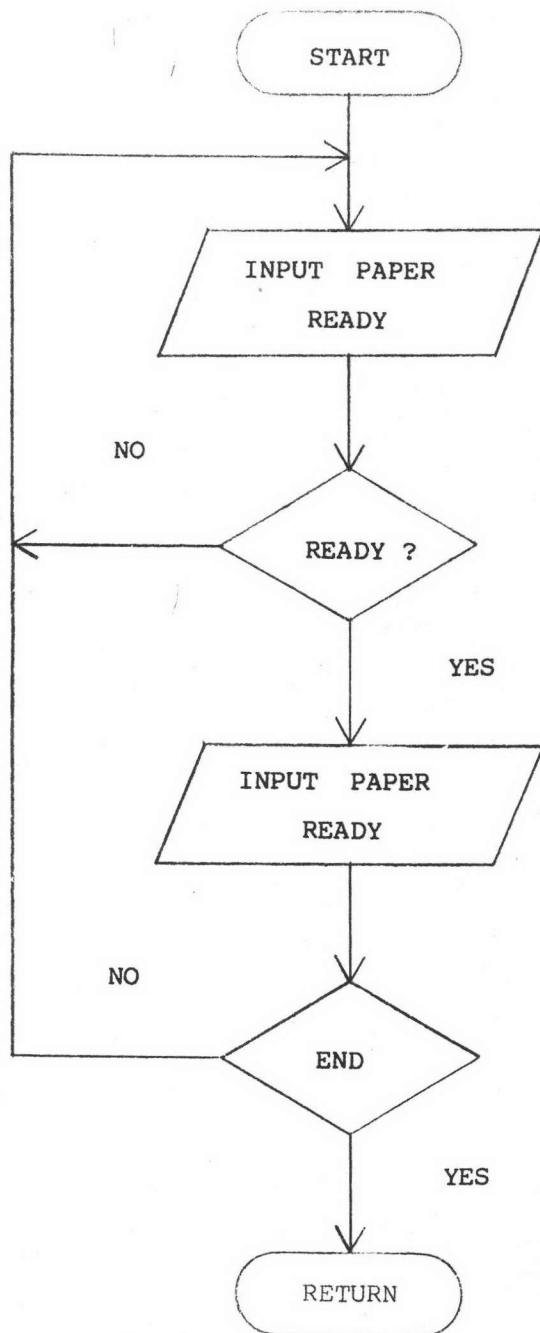 START
INPUT PAPER
READY
NO
READY ?
YES
INPUT PAPER
READY
NO
END
YES
RETURN